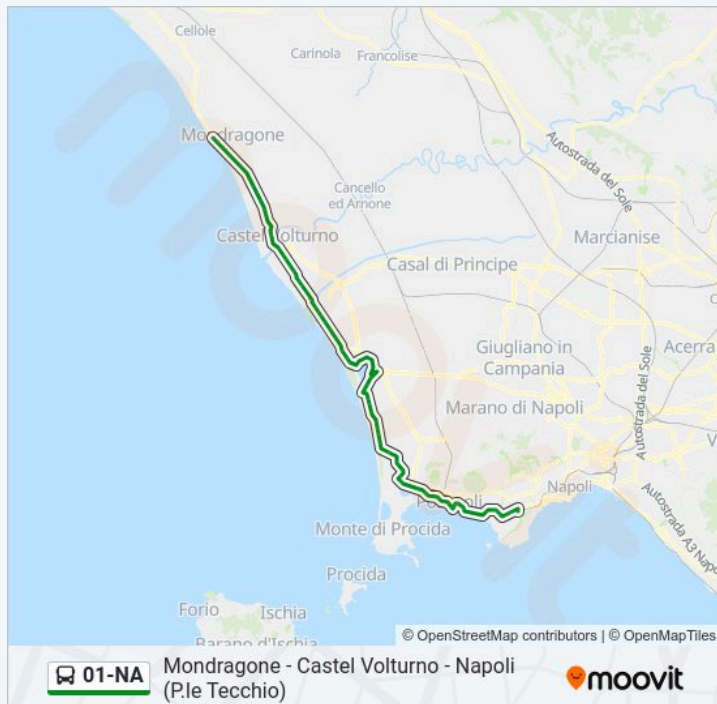 Cellole
Carinola
Francolise
Mondragone
Autostrada del Sole
Cancello
ed Arnone
Castel Volturno
Marcianise
Casal di Principe
Giugliano in
Campania
Acerra
Autostrada del Sole
Marano di Napoli
Napoli
Autostrada A3 Napo
Monte di Procida
Procida
Forio
Ischia
Barano d'Ischia
© OpenStreetMap contributors | © OpenMapTiles
01-NA
Mondragone - Castel Volturno - Napoli
(P.le Tecchio)
moovit